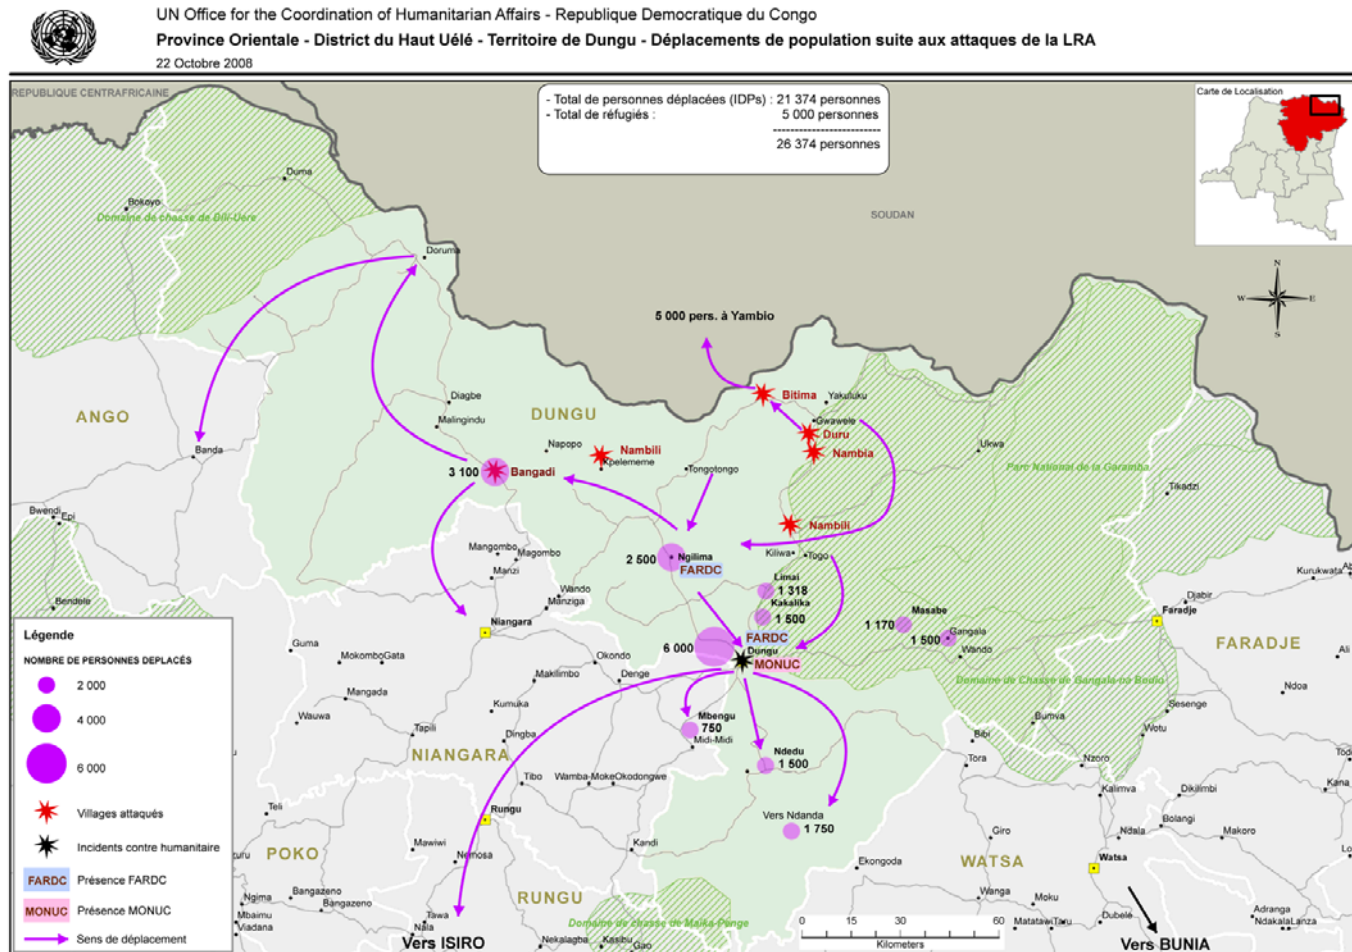 UN Office for the Coordination of Humanitarian Affairs - Republique Democratique du Congo
Province Orientale - District du Haut Uélé - Territoire de Dungu - Déplacements de population suite aux attaques de la LRA
22 Octobre 2008
REPUBLIQUE CENTRAFRICAINE
- Total de personnes déplacées (IDPs) : 21 374 personnes
- Total de réfugiés : 5 000 personnes
------------------------
26 374 personnes
Carte de Localisation
Duma
Bokoyo
Domaine de chasse de Bili-Uere
SOUDAN
Doruma
N
W
E
S
5 000 pers. à Yambio
Bitima
Yakuluku
Diagbe
DUNGU
Gwawele
ANGO
Malingindu
Duru
Napopo
Nambili
Ukwa
Banda
Nambia
3 100
Bangadi
Kpelememe
Tongotongo
Parc National de la Garamba
Tikadzi
Bwendi
Epi
Nambili
Mangombo
Magombo
Kiliwa
Togo
2 500
Ngilima
FARDC
Manzi
Limai
1 318
Kurukwata
Wando
Manziga
Kakalika
1 500
Masabe
1 170
Djabir
Faradje
Bendele
Niangara
FARDC
1 500
Gangala
FARADJE
6 000
Dungu
MONUC
Wando
Ali
Guma
MokomboGata
Okondo
Makilimbo
Denge
Domaine de Chasse de Gangala-na Bodio
Ndoa
Mangada
Kumuka
Mbengu
750
Sesenge
Wauwa
Tapili
Dingba
Midi-Midi
Bumva
Wotu
NIANGARA
Bibi
Ndedu
1 500
Tora
Nzoro
Tibo
Wamba-MokeOkodongwe
Kalimva
Dikilimbi
Kana
Teli
Rungu
Vers Ndanda
1 750
Bolangi
Giro
Ndala
Makoro
Mawiwi
Kandi
POKO
Nemosa
Ekongoda
WATSA
Watsa
Bangazeno
Ngima
Bangazeno
RUNGU
Wanga
Moku
Mbaimu
Viadana
Tawa
Nala
Domaine de chasse de Maika-Penge
MatatawiTaru
Dubele
Adranga
NdakalaLanza
Vers ISIRO
Nekalagba
Kasibu
Gao
Vers BUNIA
0 15 30 60
Kilometers
Légende
NOMBRE DE PERSONNES DEPLACÉS
2 000
4 000
6 000
Villages attaqués
Incidents contre humanitaire
FARDC Présence FARDC
MONUC Présence MONUC
Sens de déplacement